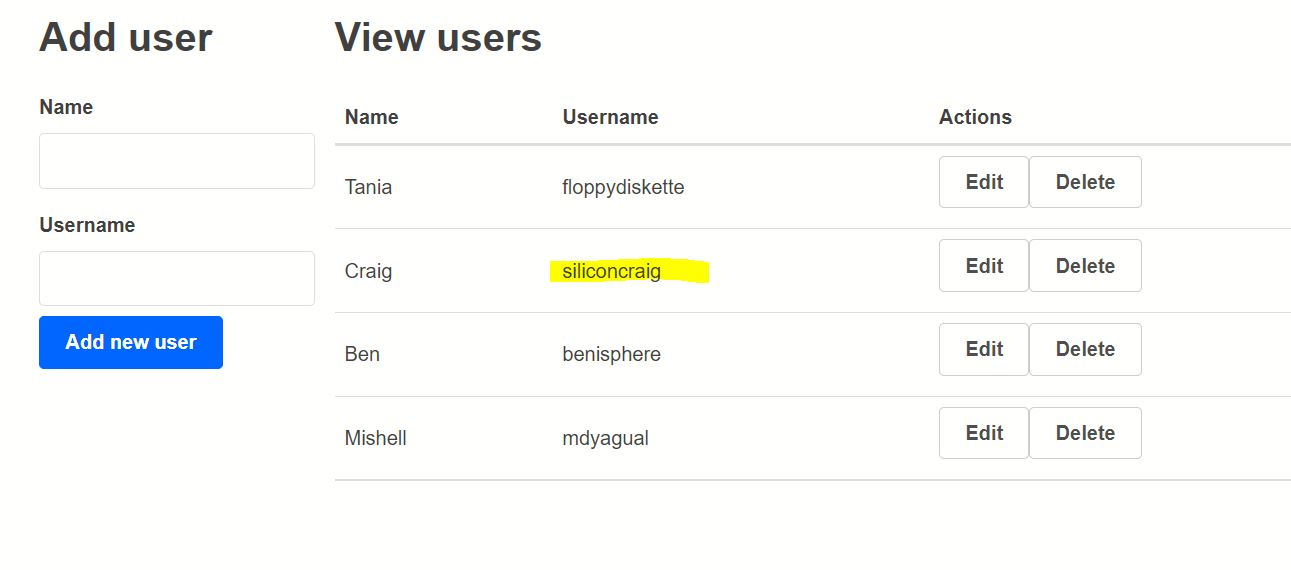 Add user
Name
Username
Add new user
View users
Name Username Actions
Tania floppydiskette Edit Delete
Craig siliconcraig Edit Delete
Ben benisphere Edit Delete
Mishell mdyagual Edit Delete